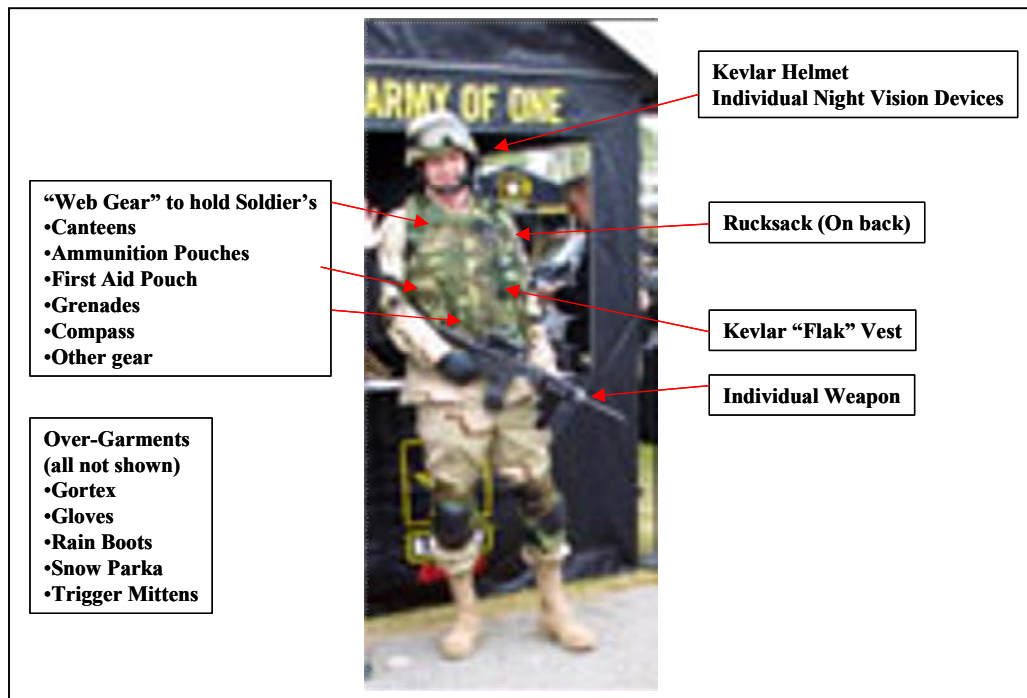 ARMY OF ONE
Kevlar Helmet
Individual Night Vision Devices
“Web Gear” to hold Soldier’s
•Canteens
•Ammunition Pouches
•First Aid Pouch
•Grenades
•Compass
•Other gear
Rucksack (On back)
Kevlar “Flak” Vest
Individual Weapon
Over-Garments
(all not shown)
•Gortex
•Gloves
•Rain Boots
•Snow Parka
•Trigger Mittens